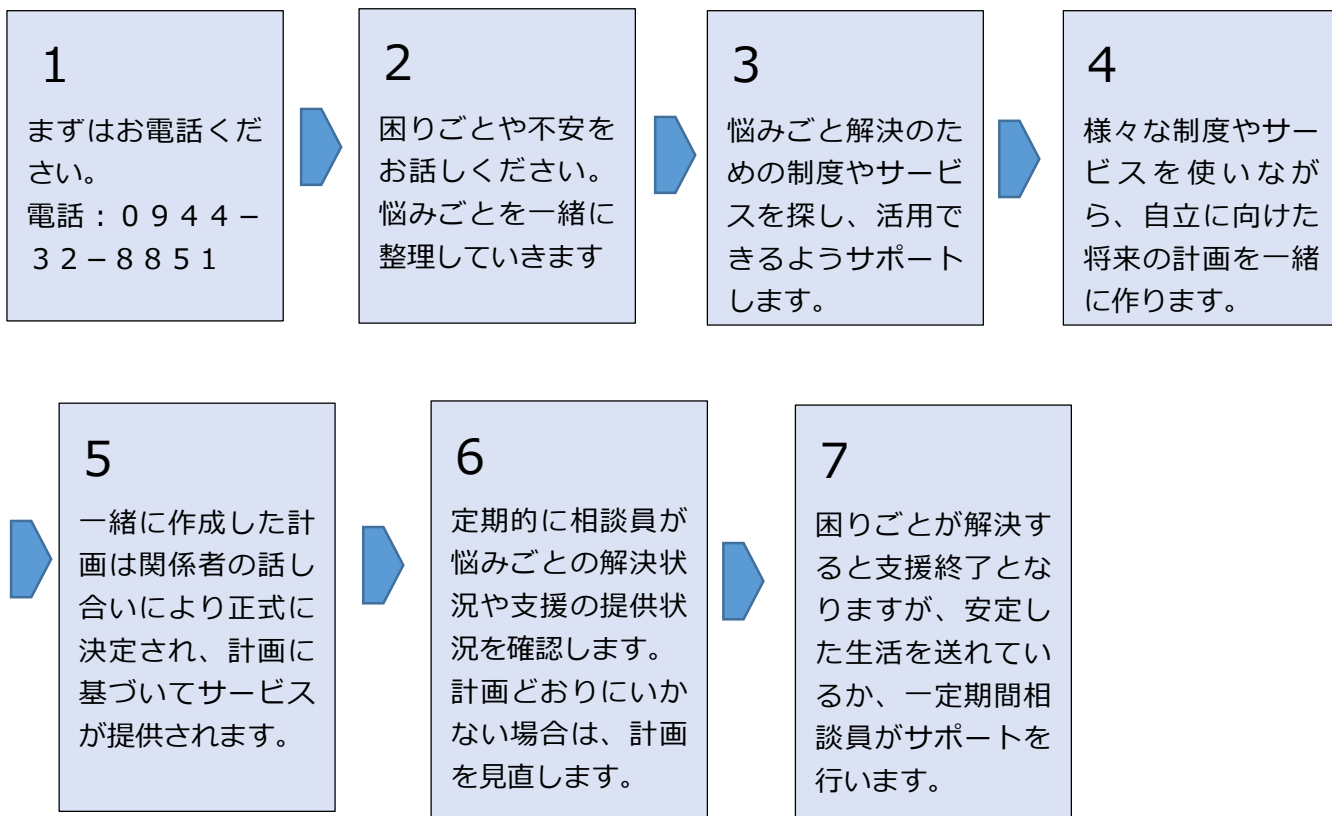 1
まずはお電話くだ
さい。
電話：０９４４－
３２－８８５１
2
困りごとや不安を
お話しください。
悩みごとを一緒に
整理していきます
3
悩みごと解決のた
めの制度やサービ
スを探し、活用で
きるようサポート
します。
4
様々な制度やサー
ビスを使いなが
ら、自立に向けた
将来の計画を一緒
に作ります。
5
一緒に作成した計
画は関係者の話し
合いにより正式に
決定され、計画に
基づいてサービス
が提供されます。
6
定期的に相談員が
悩みごとの解決状
況や支援の提供状
況を確認します。
計画どおりにいか
ない場合は、計画
を見直します。
7
困りごとが解決す
ると支援終了とな
りますが、安定し
た生活を送れてい
るか、一定期間相
談員がサポートを
行います。